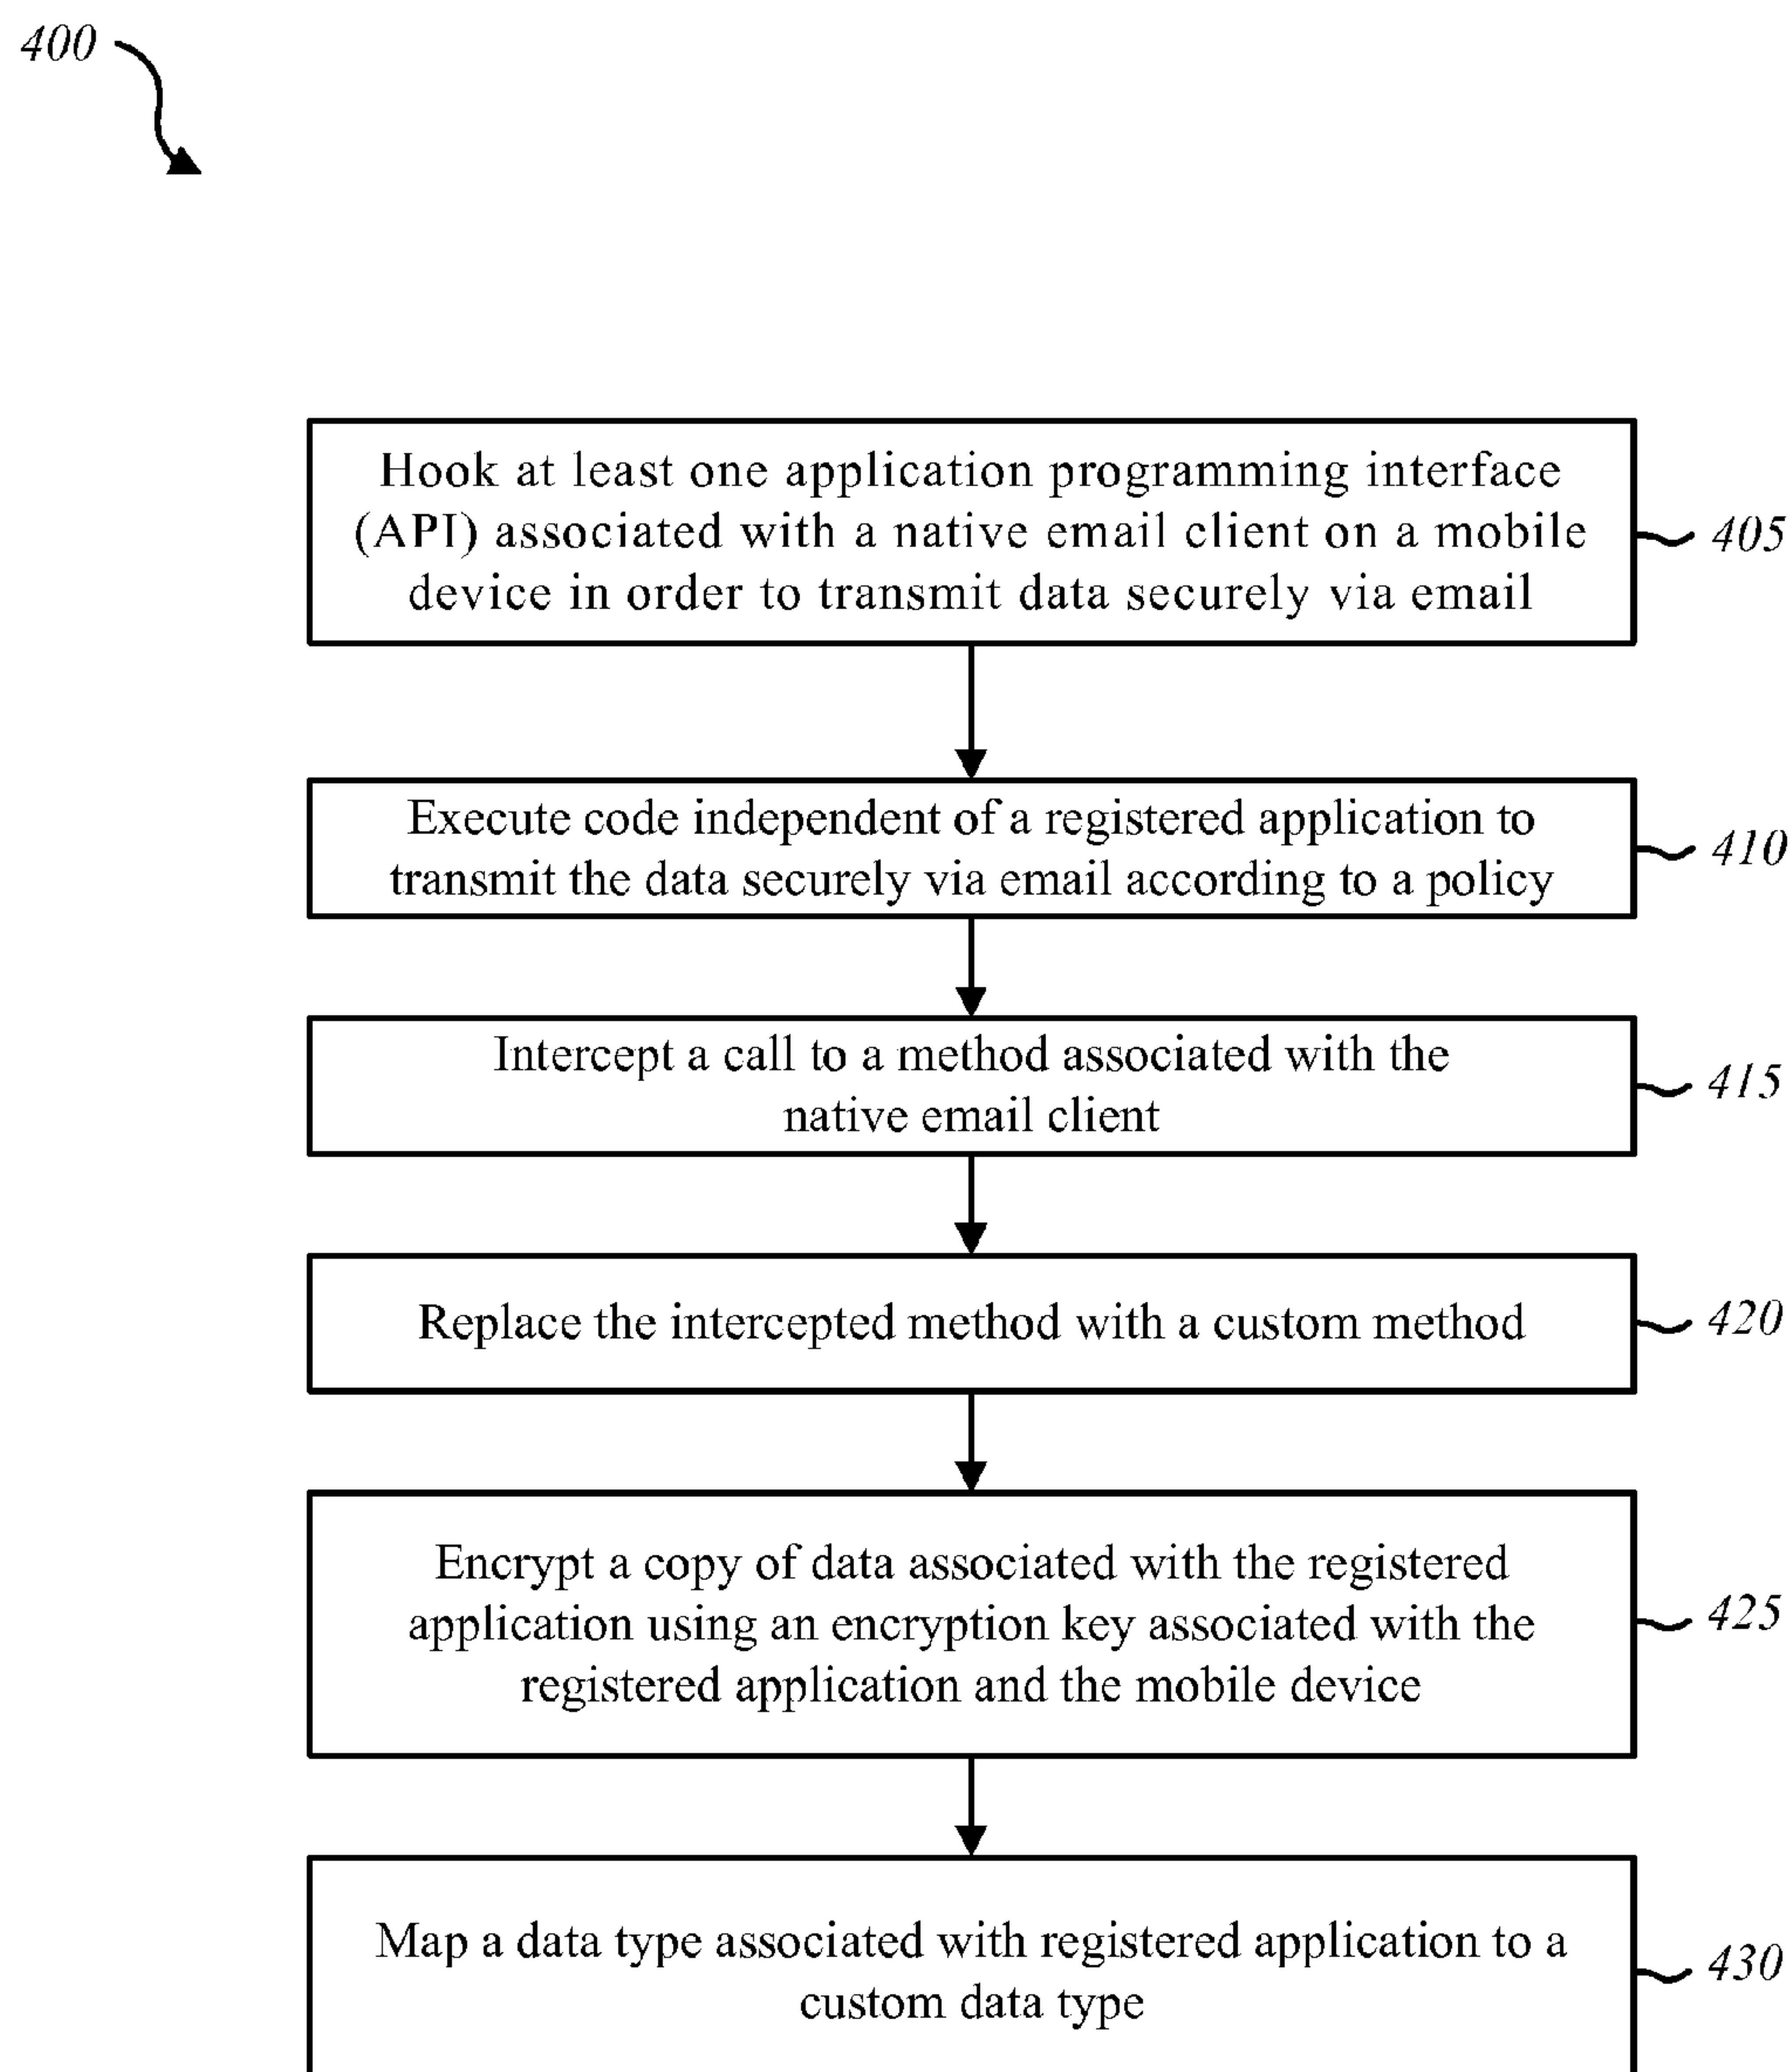 400
Hook at least one application programming interface
(API) associated with a native email client on a mobile
device in order to transmit data securely via email
405
Execute code independent of a registered application to
transmit the data securely via email according to a policy
410
Intercept a call to a method associated with the
native email client
415
Replace the intercepted method with a custom method
420
Encrypt a copy of data associated with the registered
application using an encryption key associated with the
registered application and the mobile device
425
Map a data type associated with registered application to a
custom data type
430